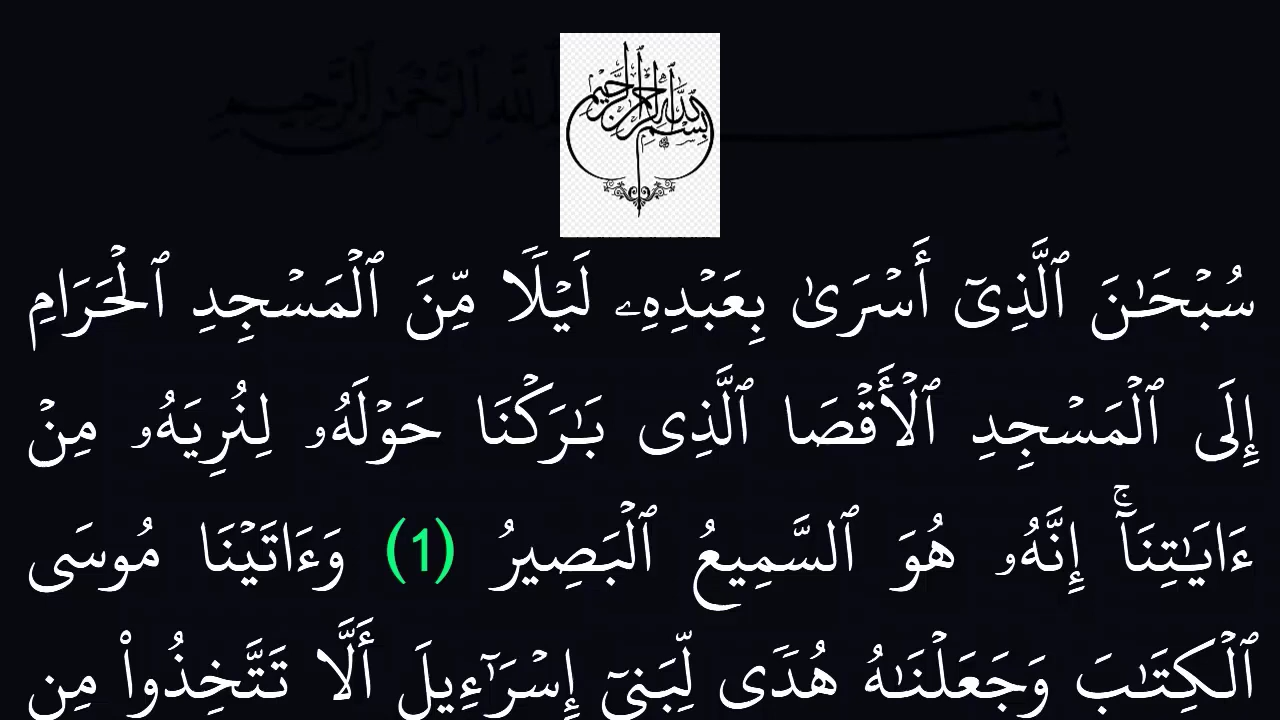 بِسْمِ ٱللَّهِ ٱلرَّحْمَٰنِ ٱلرَّحِيمِ
سُبْحَـٰنَ ٱلَّذِىٓ أَسْرَىٰ بِعَبْدِهِۦ لَيْلًا مِّنَ ٱلْمَسْجِدِ ٱلْحَرَامِ
إِلَى ٱلْمَسْجِدِ ٱلْأَقْصَا ٱلَّذِى بَـٰرَكْنَا حَوْلَهُۥ لِنُرِيَهُۥ مِنْ
ءَايَـٰتِنَآ ۚ إِنَّهُۥ هُوَ ٱلسَّمِيعُ ٱلْبَصِيرُ (1) وَءَاتَيْنَا مُوسَى
ٱلْكِتَـٰبَ وَجَعَلْنَـٰهُ هُدًى لِّبَنِىٓ إِسْرَٰٓءِيلَ أَلَّا تَتَّخِذُوا۟ مِن